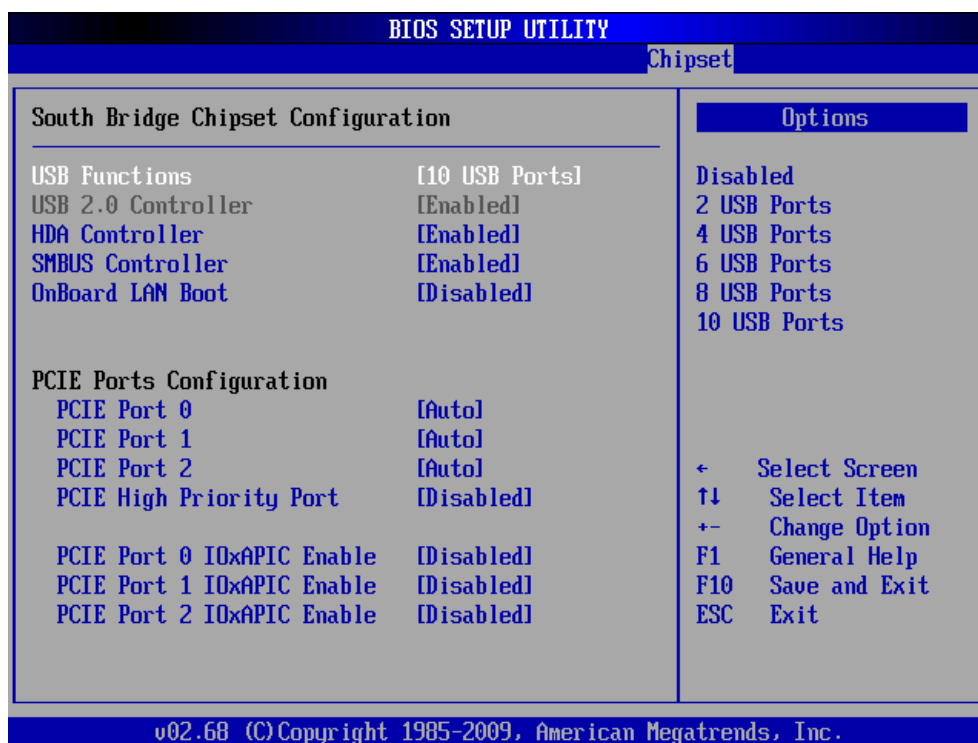 BIOS SETUP UTILITY
Chipset
South Bridge Chipset Configuration
USB Functions [10 USB Ports]
USB 2.0 Controller [Enabled]
HDA Controller [Enabled]
SMBUS Controller [Enabled]
OnBoard LAN Boot [Disabled]
PCIE Ports Configuration
PCIE Port 0 [Auto]
PCIE Port 1 [Auto]
PCIE Port 2 [Auto]
PCIE High Priority Port [Disabled]
PCIE Port 0 IOxAPIC Enable [Disabled]
PCIE Port 1 IOxAPIC Enable [Disabled]
PCIE Port 2 IOxAPIC Enable [Disabled]
Options
Disabled
2 USB Ports
4 USB Ports
6 USB Ports
8 USB Ports
10 USB Ports
← Select Screen
↑↓ Select Item
+- Change Option
F1 General Help
F10 Save and Exit
ESC Exit
v02.68 (C)Copyright 1985-2009, American Megatrends, Inc.